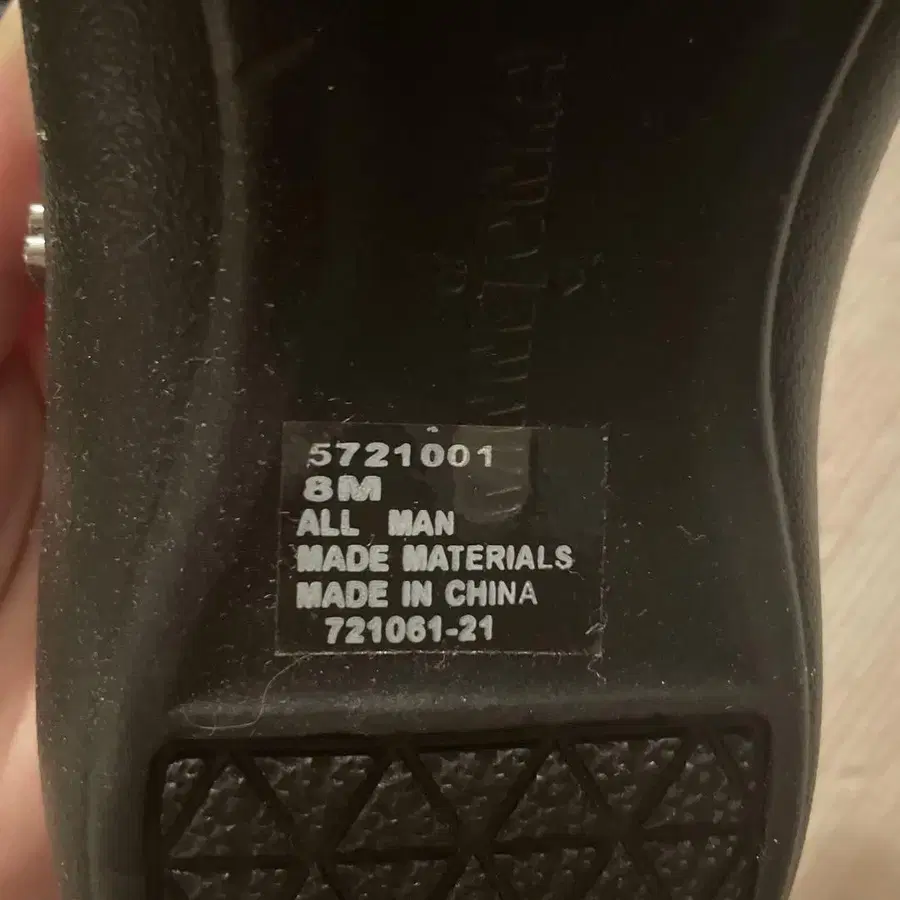 5721001
8M
ALL MAN
MADE MATERIALS
MADE IN CHINA
721061-21